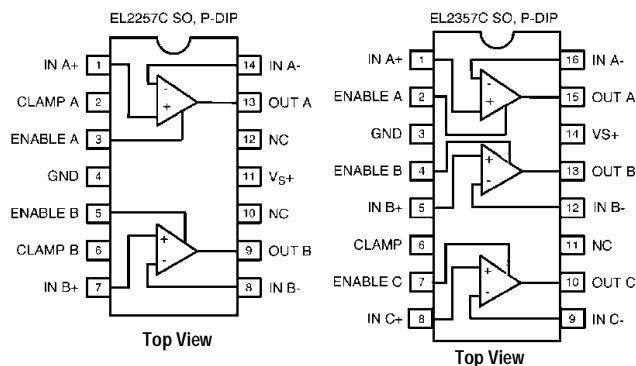 EL2257C SO, P-DIP
IN A+ 1 14 IN A-
CLAMP A 2 13 OUT A
ENABLE A 3 12 NC
GND 4 11 VS+
ENABLE B 5 10 NC
CLAMP B 6 9 OUT B
IN B+ 7 8 IN B-
- +
+ -
Top View
EL2357C SO, P-DIP
IN A+ 1 16 IN A-
ENABLE A 2 15 OUT A
GND 3 14 VS+
ENABLE B 4 13 OUT B
IN B+ 5 12 IN B-
CLAMP 6 11 NC
ENABLE C 7 10 OUT C
IN C+ 8 9 IN C-
- +
+ -
+ -
Top View